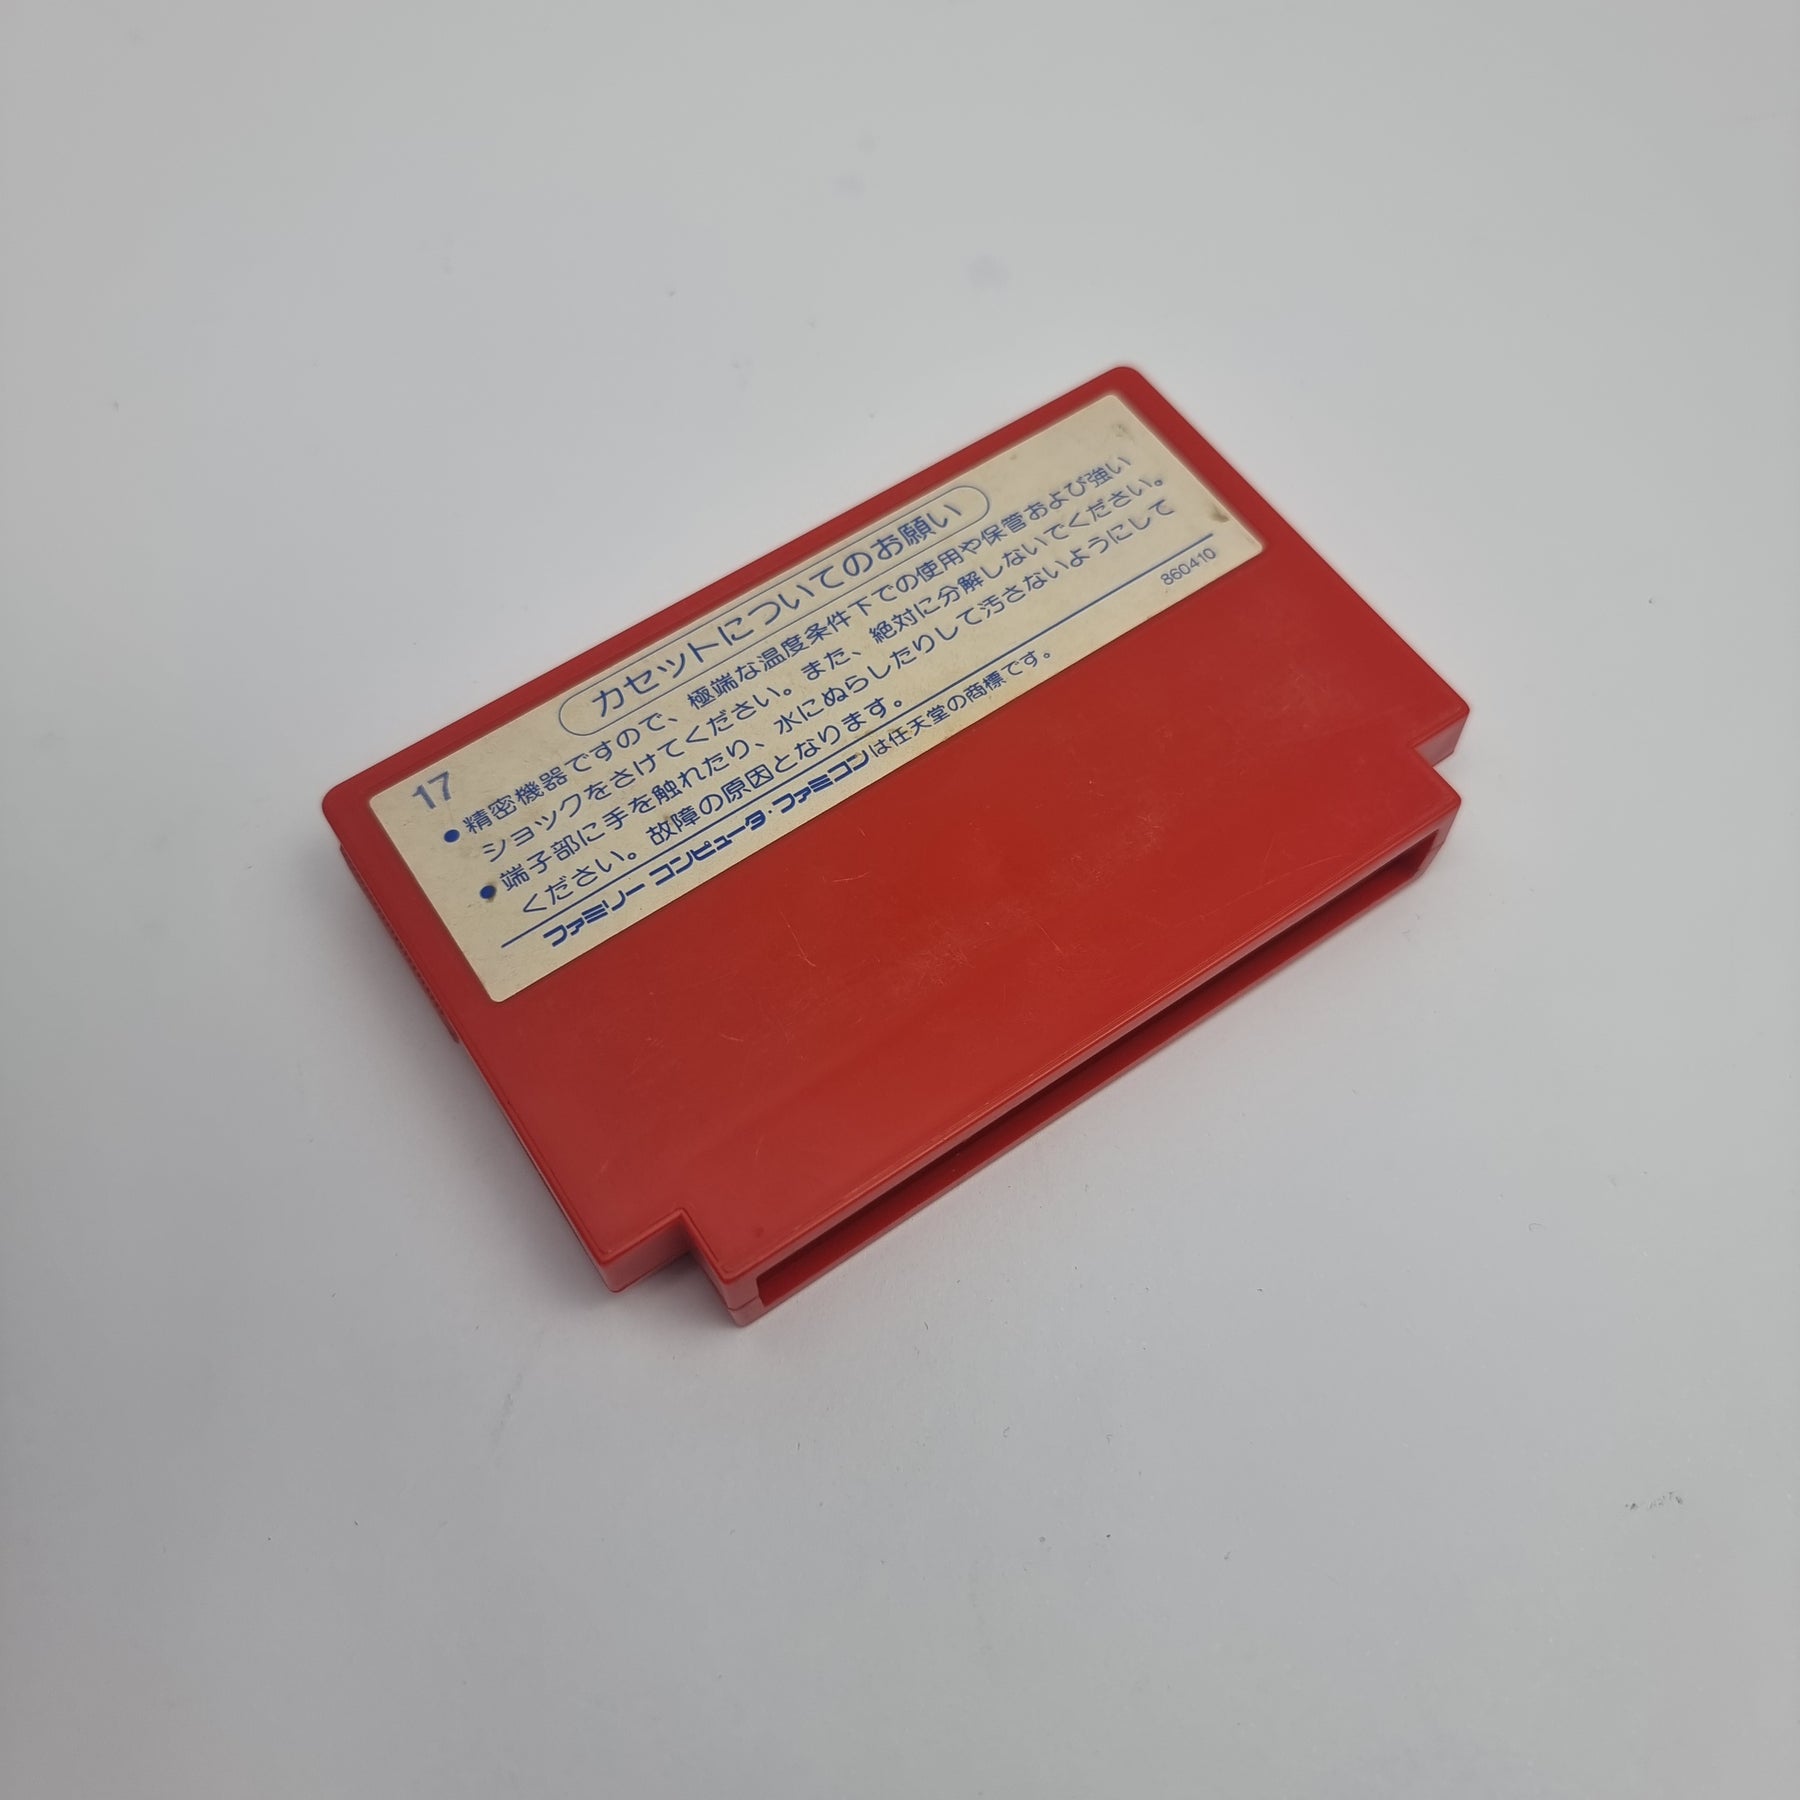 17
カセットについてのお願い
●精密機器ですので、極端な温度条件下での使用や保管および強い
ショックをさけてください。また、絶対に分解しないでください。
●端子部に手を触れたり、水にぬらしたりして汚さないようにして
ください。故障の原因となります。
860410
ファミリー コンピュータ・ファミコンは任天堂の商標です。